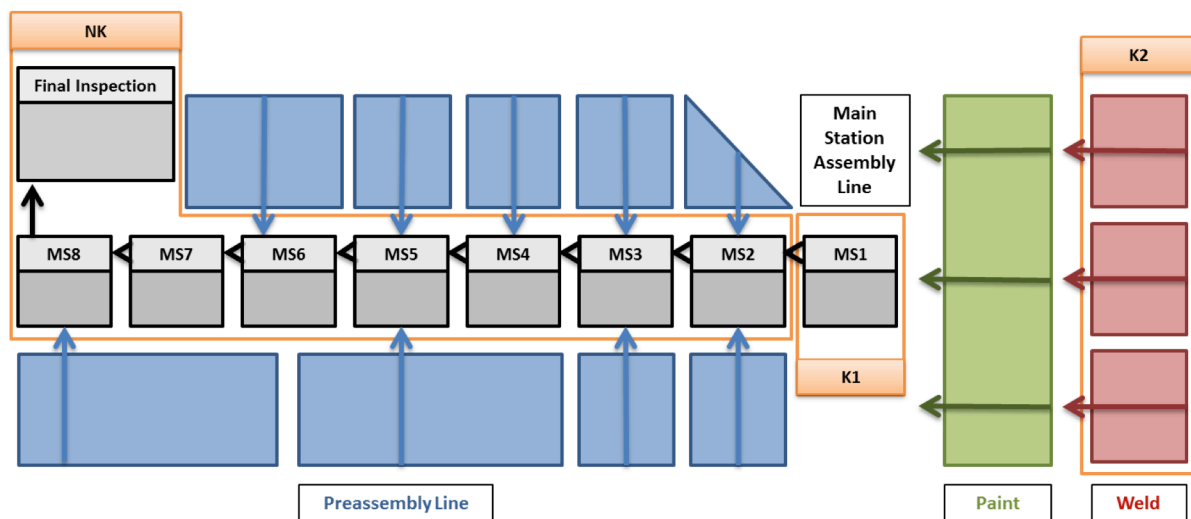 NK
Final Inspection
K2
Main
Station
Assembly
Line
MS8
MS7
MS6
MS5
MS4
MS3
MS2
MS1
K1
Preassembly Line
Paint
Weld